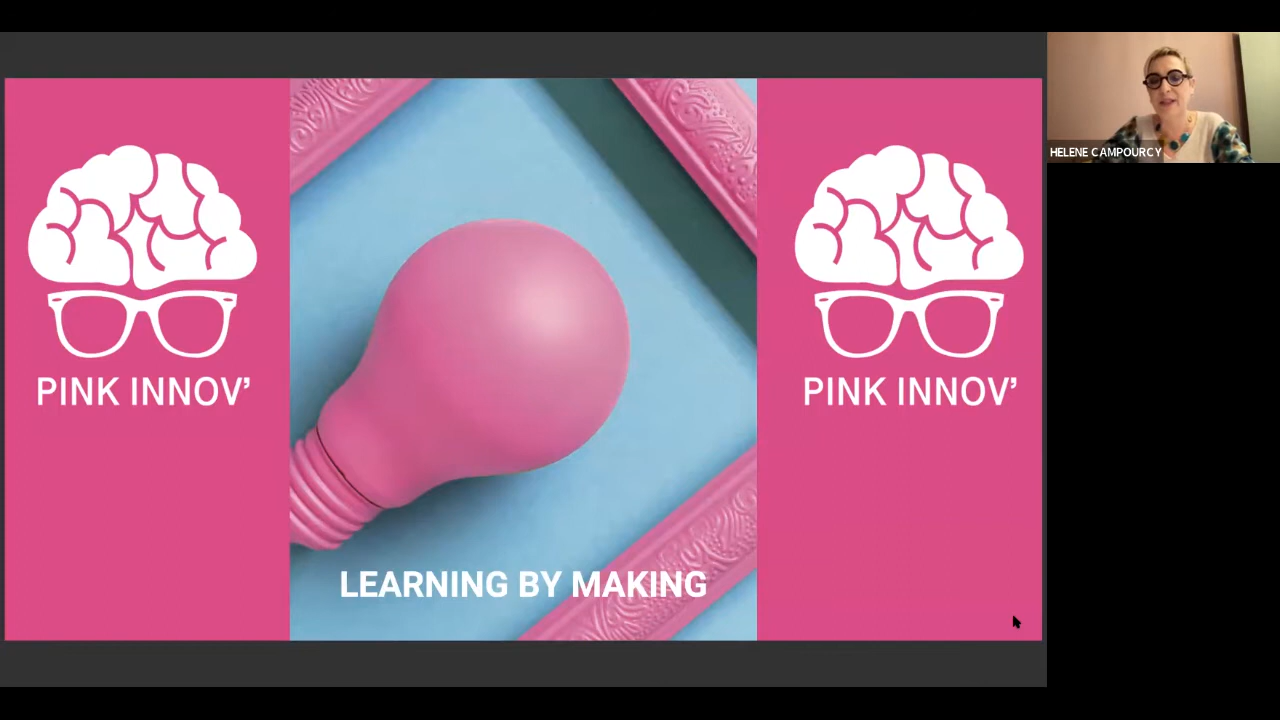 PINK INNOV’
LEARNING BY MAKING
PINK INNOV’
HELENE CAMPOURCY